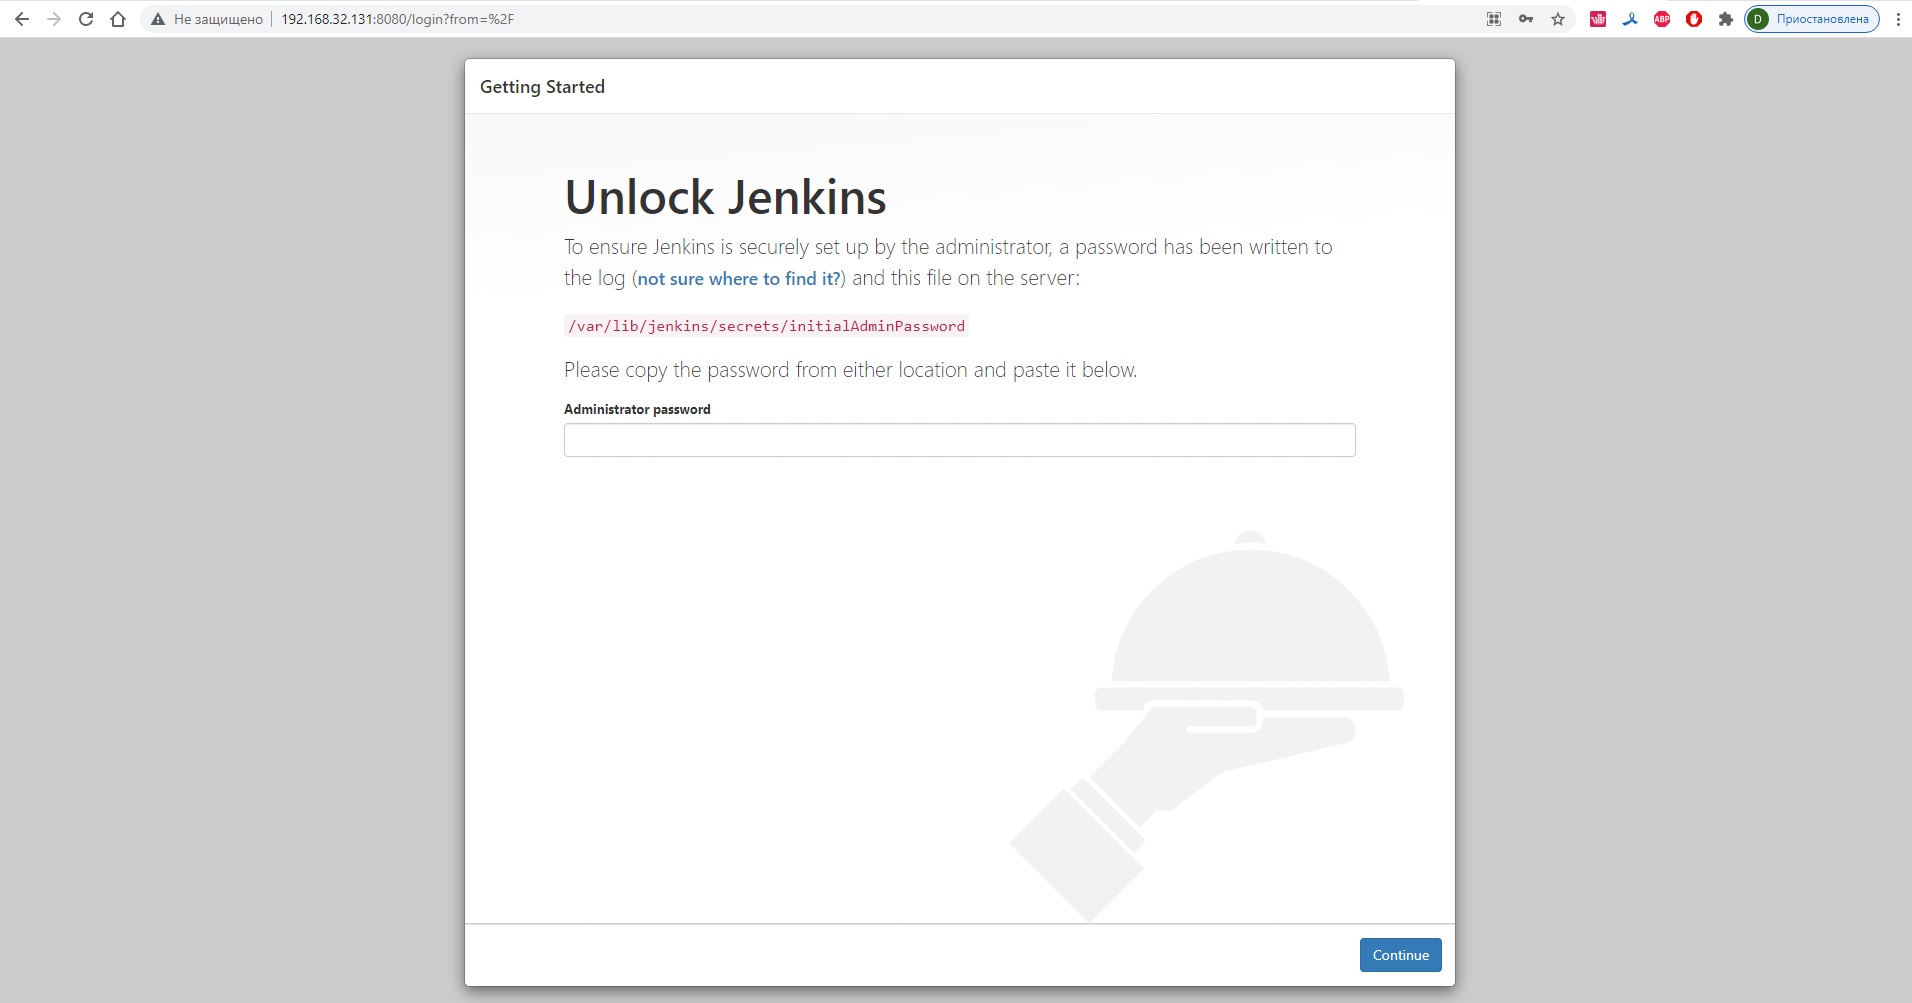 Не защищено
192.168.32.131:8080/login?from=%2F
ABP
D
Приостановлена
Getting Started
Unlock Jenkins
To ensure Jenkins is securely set up by the administrator, a password has been written to
the log (not sure where to find it?) and this file on the server:
/var/lib/jenkins/secrets/initialAdminPassword
Please copy the password from either location and paste it below.
Administrator password
Continue